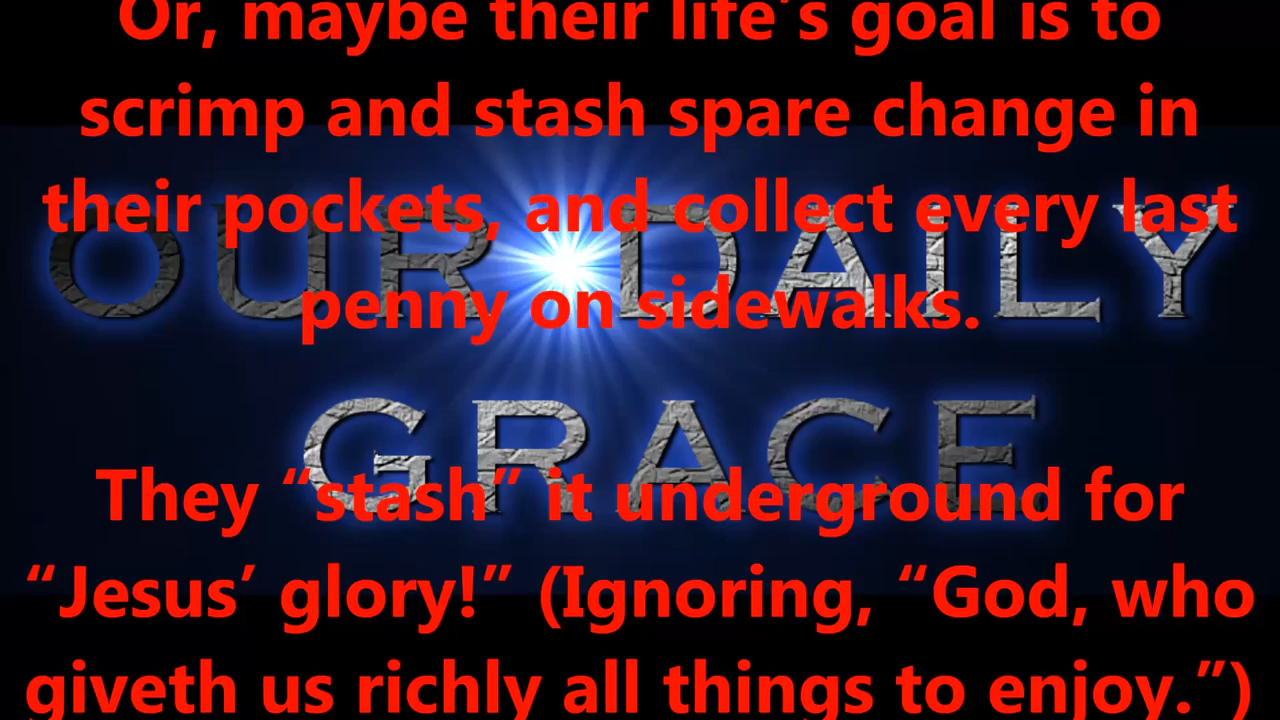 Or, maybe their life's goal is to
scrimp and stash spare change in
their pockets, and collect every last
penny on sidewalks.
OUR DAILY
GRACE
They “stash” it underground for
“Jesus’ glory!” (Ignoring, “God, who
giveth us richly all things to enjoy.”)